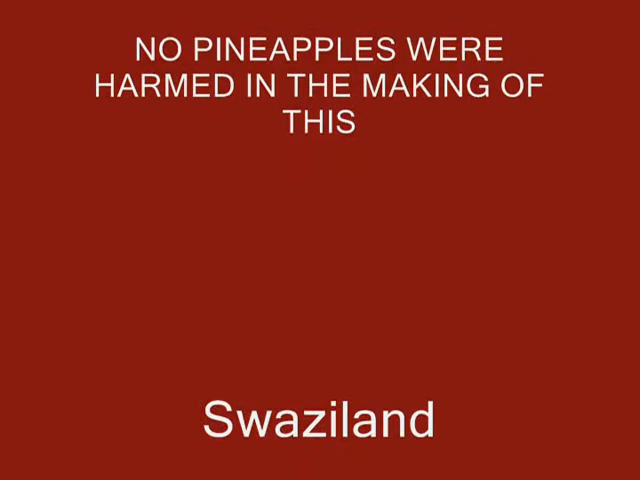 NO PINEAPPLES WERE
HARMED IN THE MAKING OF
THIS
Swaziland